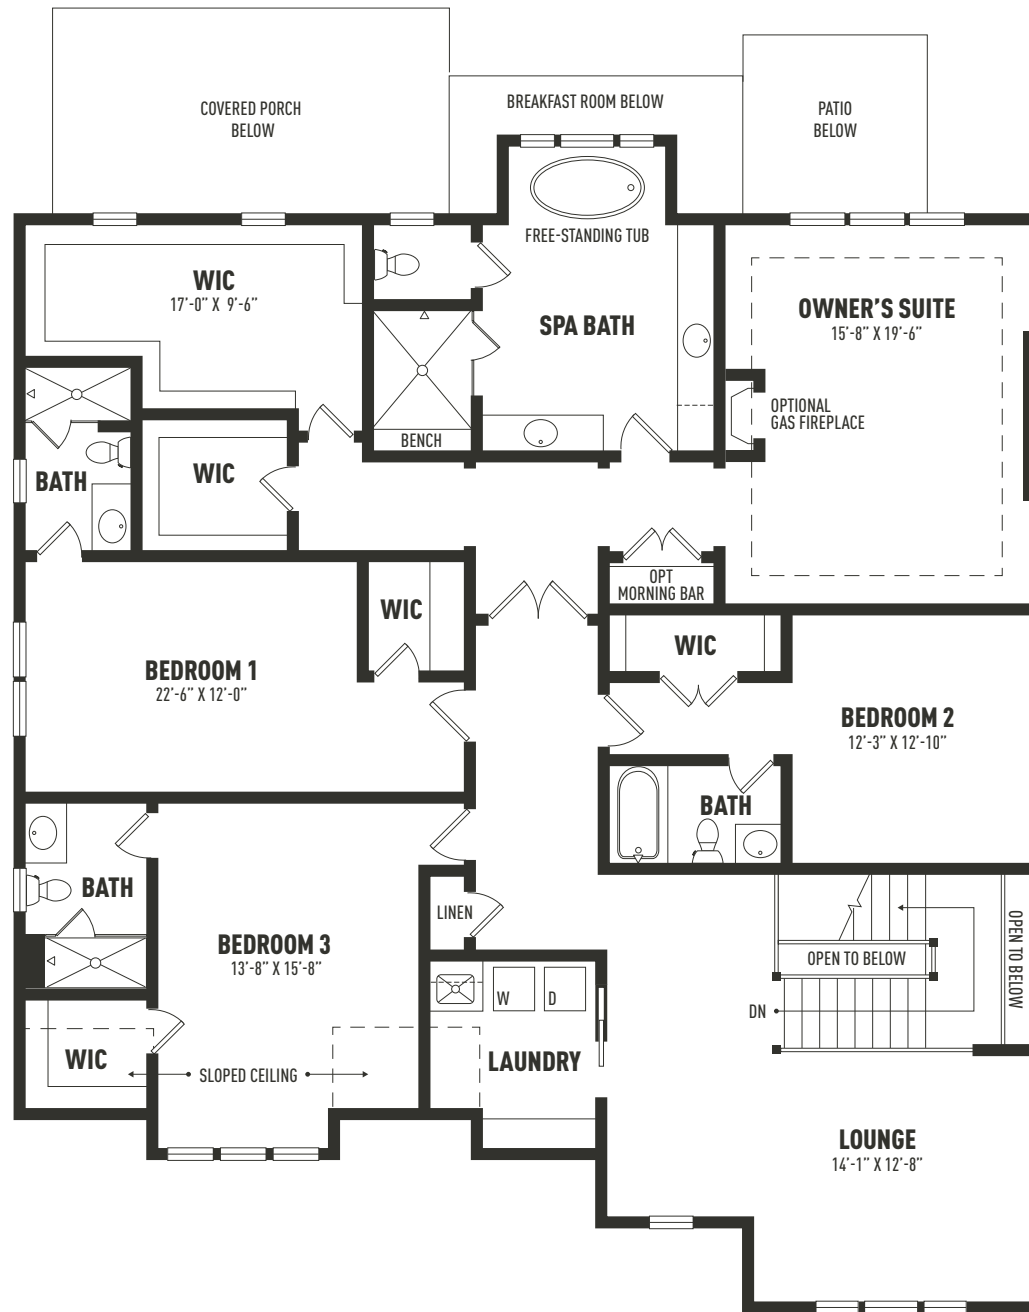 COVERED PORCH
BELOW
BREAKFAST ROOM BELOW
PATIO
BELOW
FREE-STANDING TUB
WIC
17'-0" X 9'-6"
SPA BATH
OWNER'S SUITE
15'-8" X 19'-6"
OPTIONAL
GAS FIREPLACE
BENCH
BATH
WIC
OPT
MORNING BAR
WIC
WIC
BEDROOM 1
22'-6" X 12'-0"
BEDROOM 2
12'-3" X 12'-10"
BATH
BATH
LINEN
BEDROOM 3
13'-8" X 15'-8"
OPEN TO BELOW
OPEN TO BELOW
W
D
DN
WIC
SLOPED CEILING
LAUNDRY
LOUNGE
14'-1" X 12'-8"